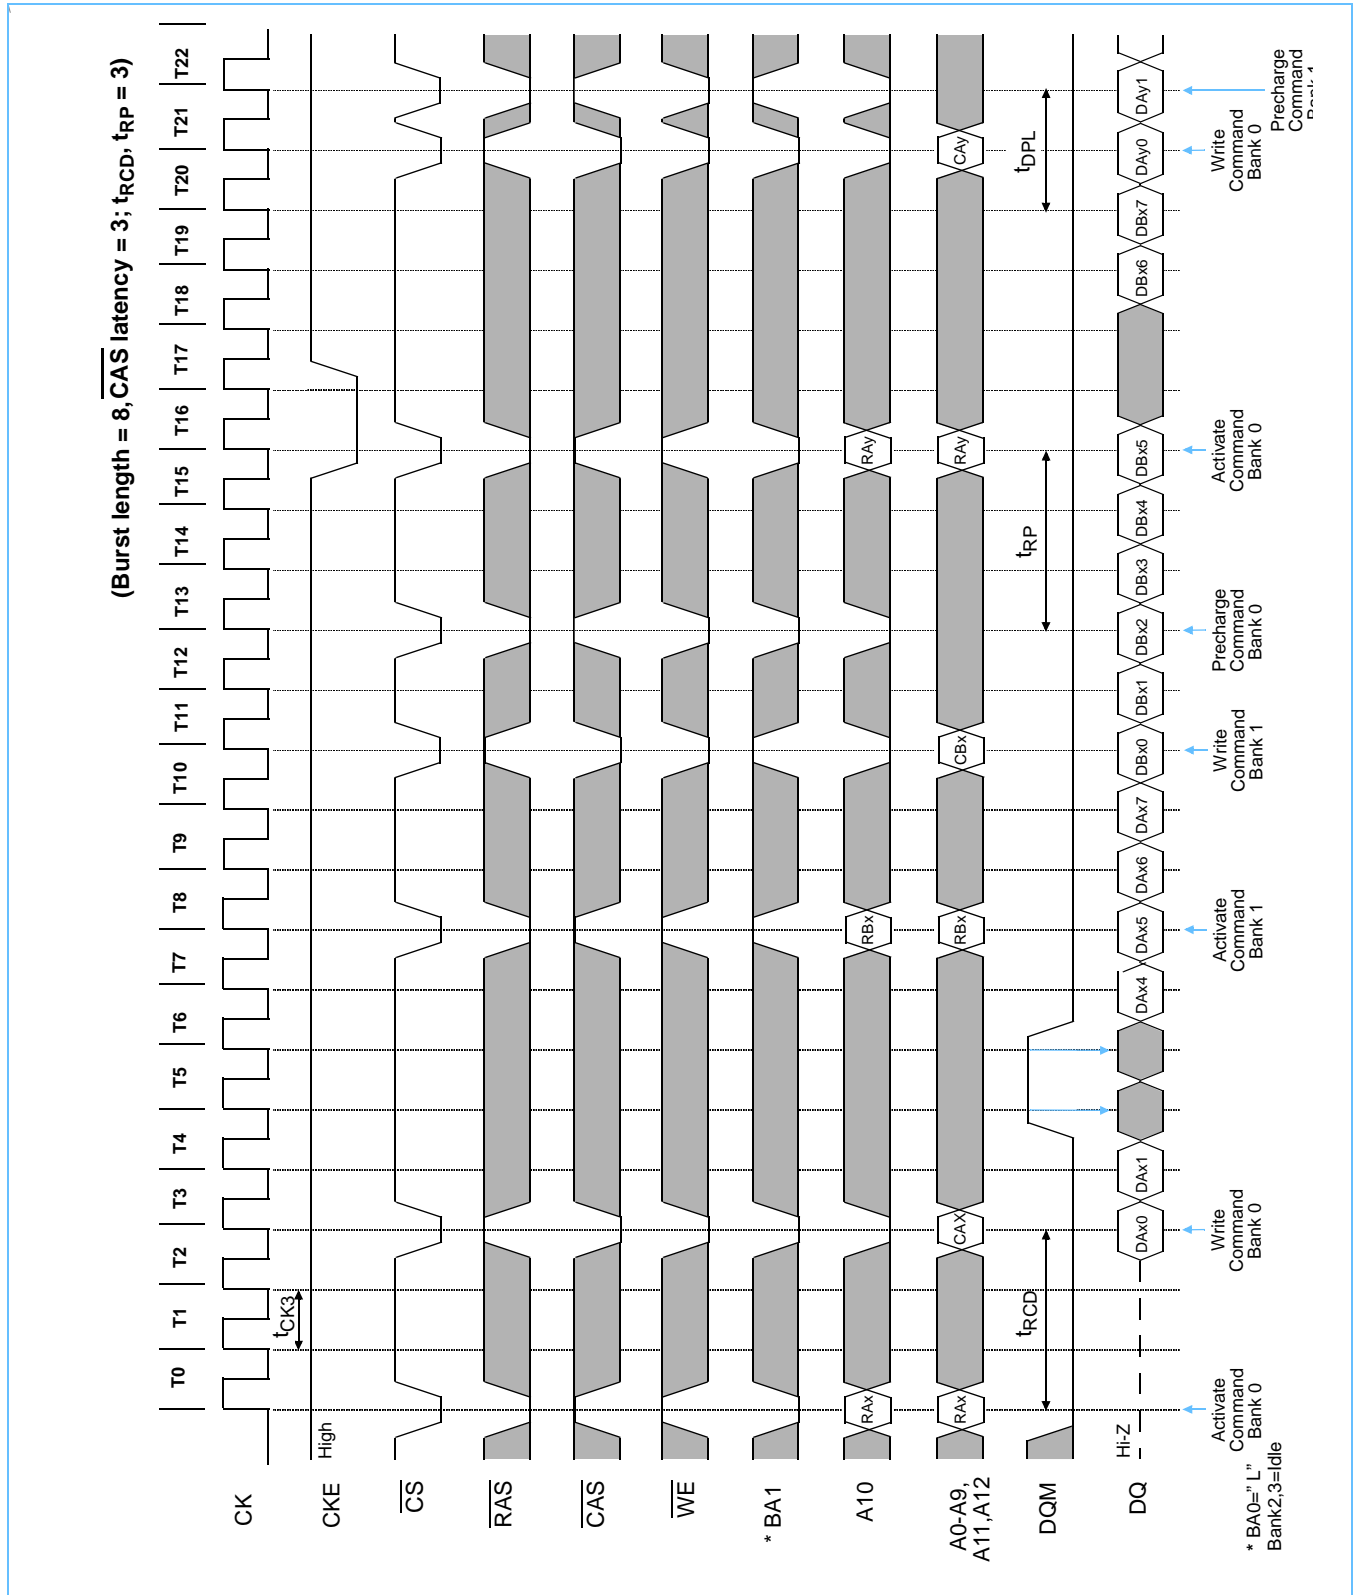 (Burst length = 8, CAS latency = 3; tRCD, tRP = 3)
T0 T1 T2 T3 T4 T5 T6 T7 T8 T9 T10 T11 T12 T13 T14 T15 T16 T17 T18 T19 T20 T21 T22
CK
tCK3
CKE
High
CS
RAS
CAS
WE
* BA1
A10
RAx RBx RAy
A0-A9,
A11,A12
RAx CAX RBx CBx RAy CAy
DQM
tRCD tRP tDPL
DQ
Hi-Z
DAx0 DAx1 DAx4 DAx5 DAx6 DAx7 DBx0 DBx1 DBx2 DBx3 DBx4 DBx5 DBx6 DBx7 DAy0 DAy1
Activate
Command
Bank 0
Write
Command
Bank 0
Activate
Command
Bank 1
Write
Command
Bank 1
Precharge
Command
Bank 0
Activate
Command
Bank 0
Write
Command
Bank 0
Precharge
Command
* BA0=”L”
Bank2,3=Idle